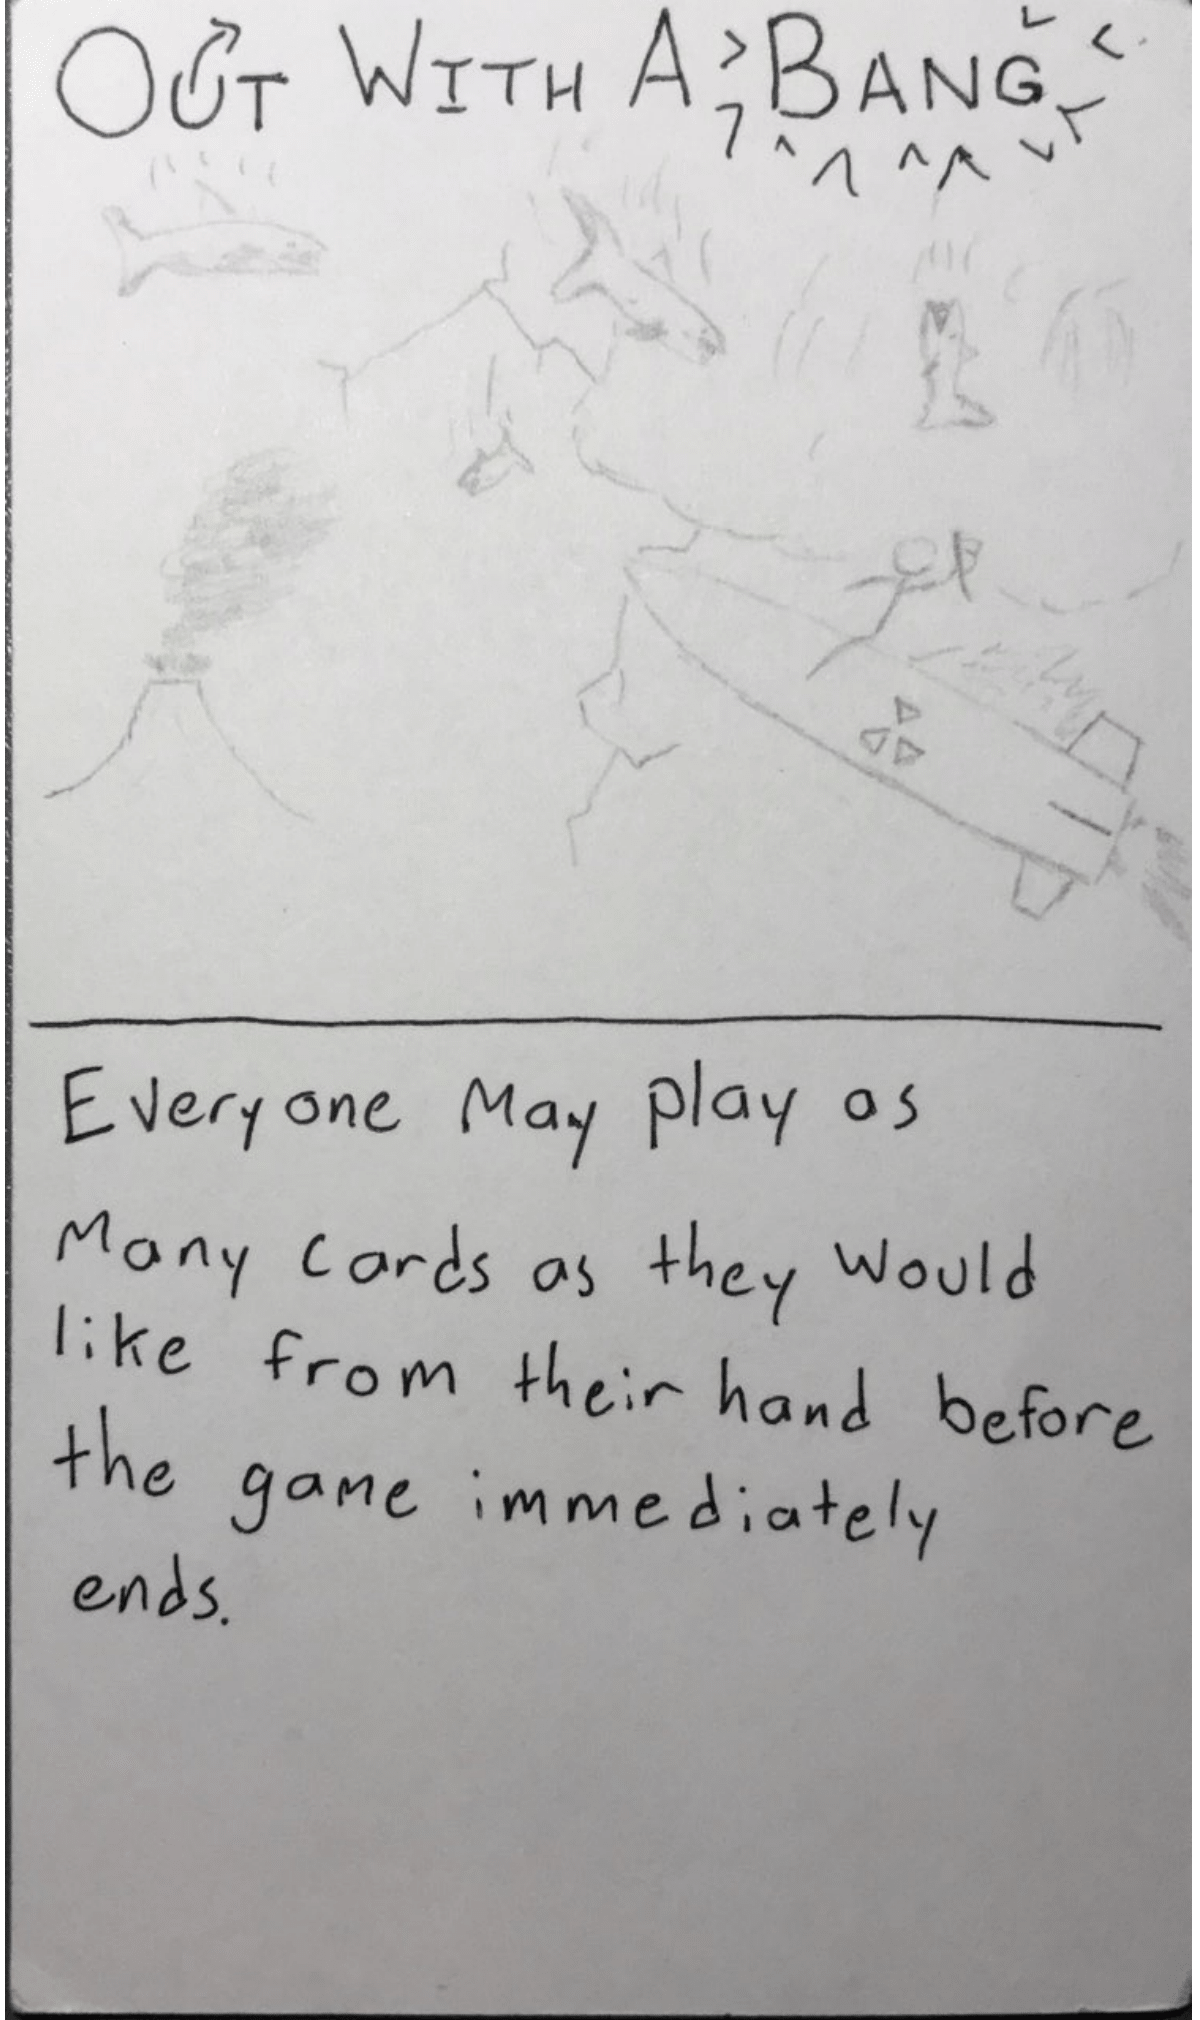 OUT WITH A BANG
Everyone May play as
Many cards as they would
like from their hand before
the game immediately
ends.